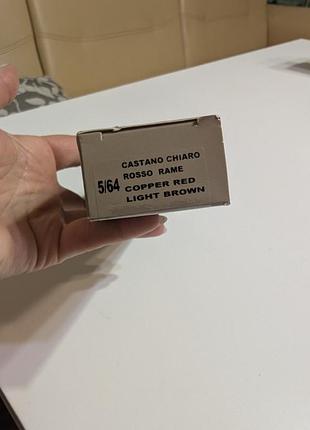 CASTANO CHIARO
ROSSO RAME
5/64 COPPER RED
LIGHT BROWN